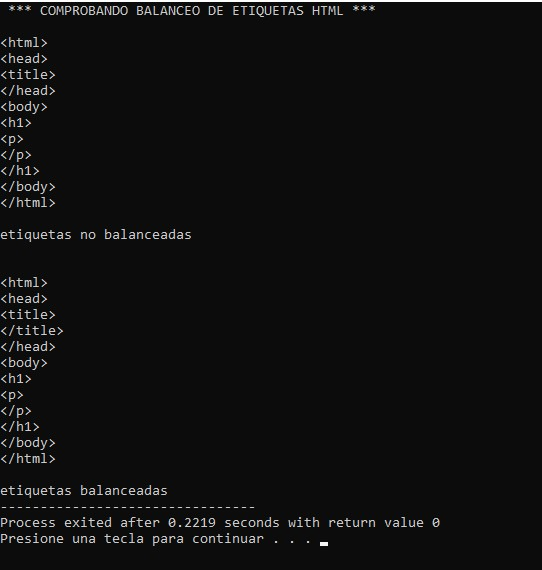 *** COMPROBANDO BALANCEO DE ETIQUETAS HTML ***
<html>
<head>
<title>
</head>
<body>
<h1>
<p>
</p>
</h1>
</body>
</html>
etiquetas no balanceadas
<html>
<head>
<title>
</title>
</head>
<body>
<h1>
<p>
</p>
</h1>
</body>
</html>
etiquetas balanceadas
--------------------------------
Process exited after 0.2219 seconds with return value 0
Presione una tecla para continuar . . .